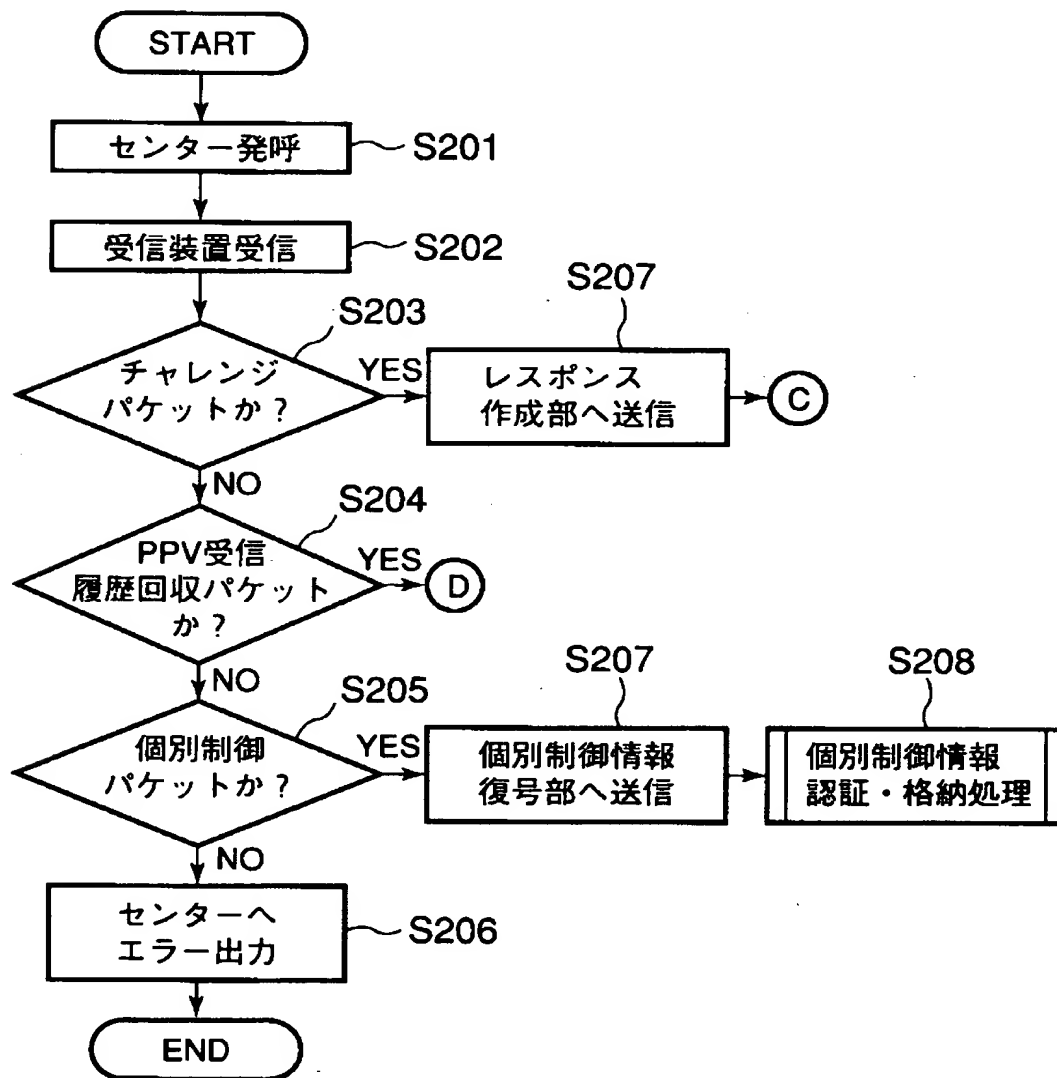 START
センター発呼
S201
受信装置受信
S202
S203
チャレンジ
パケットか?
YES
S207
レスポンス
作成部へ送信
C
NO
S204
PPV受信
履歴回収パケット
か?
YES
D
NO
S205
個別制御
パケットか?
YES
S207
個別制御情報
復号部へ送信
S208
個別制御情報
認証・格納処理
NO
センターへ
エラー出力
S206
END